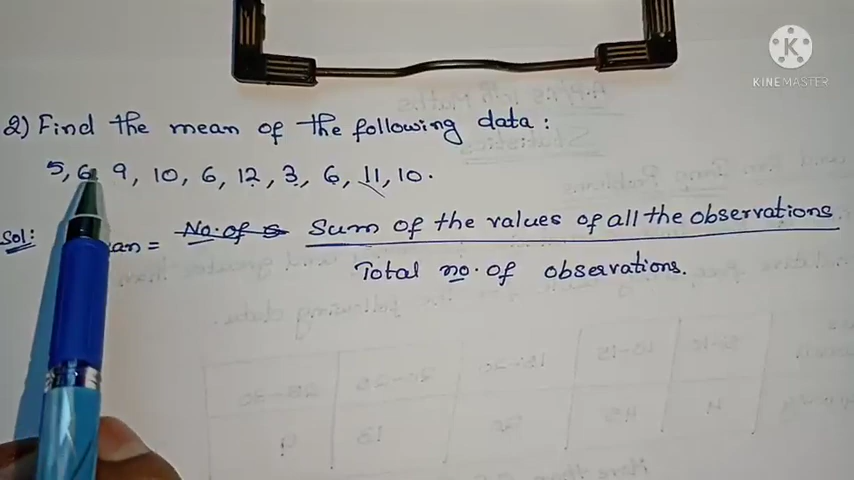 K
KINEMASTER
2) Find the mean of the following data:
5, 6, 9, 10, 6, 12, 3, 6, 11, 10.
Sol: an = No. of s Sum of the values of all the observations
Total no. of observations.